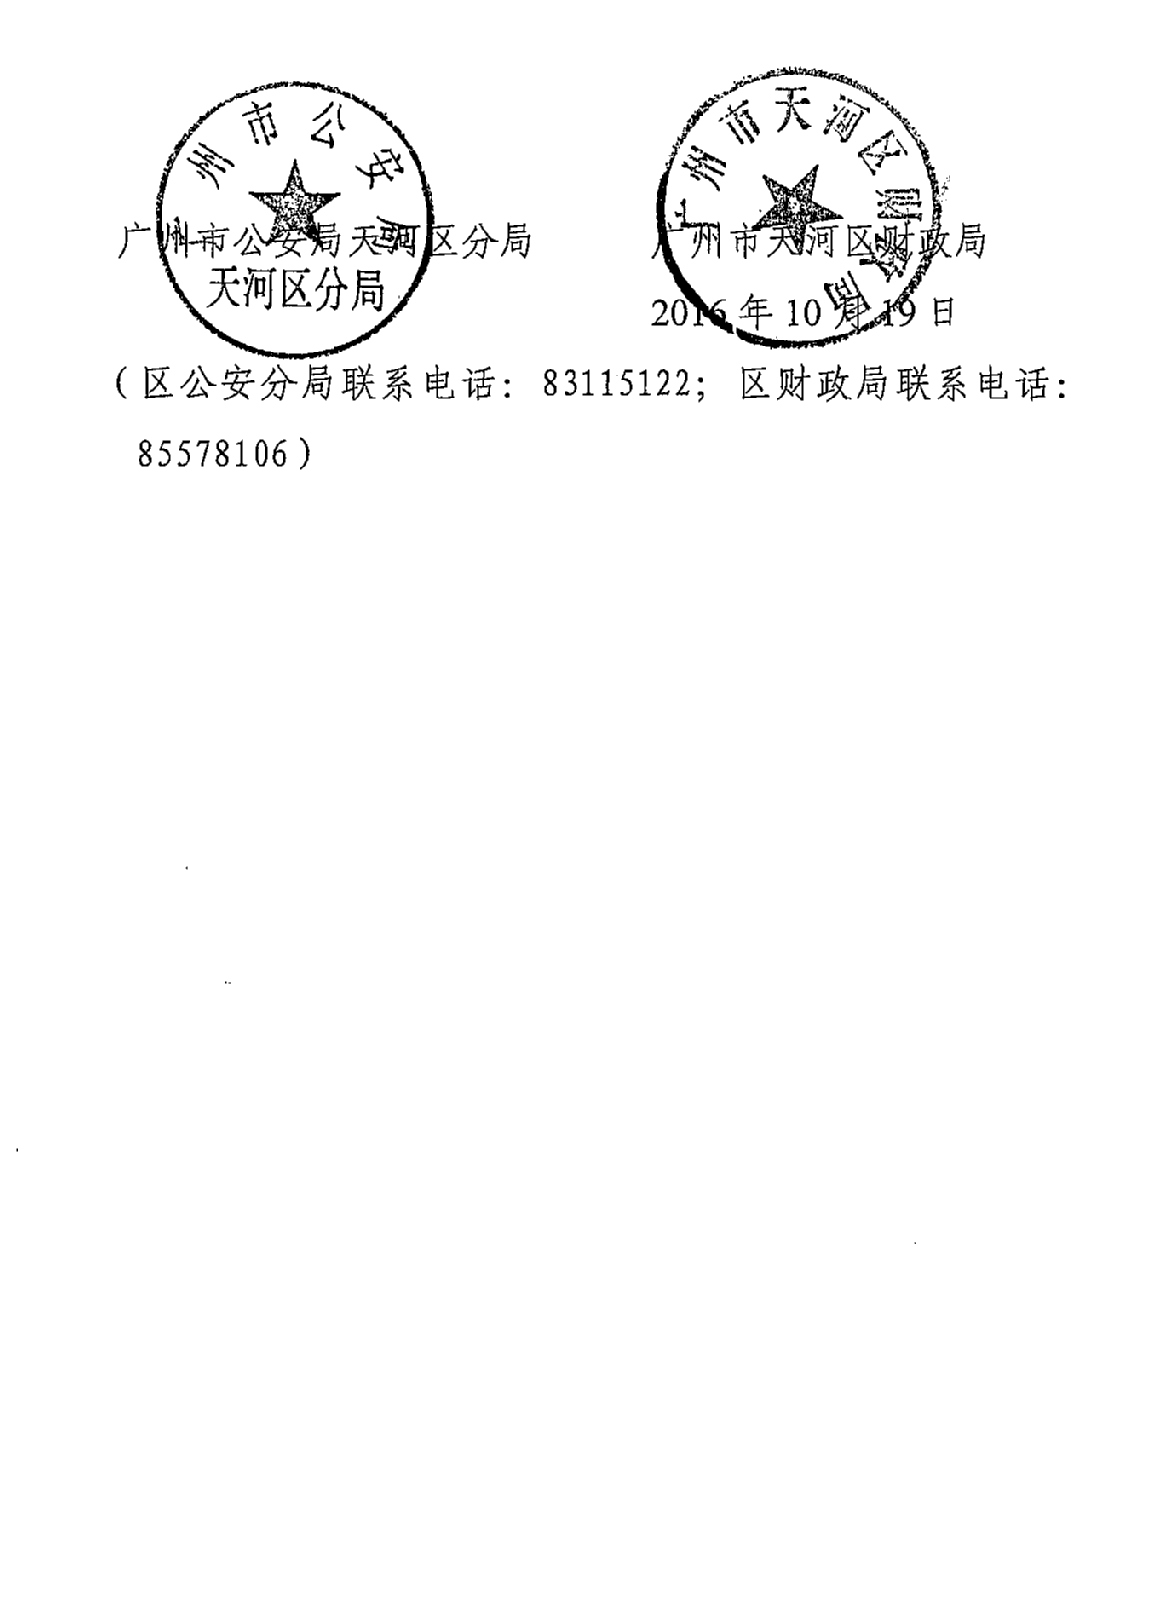 广州市公安局天河区分局 广州市天河区财政局
州市公安局
天河区分局
广州市天河区财政局
2016年10月19日
（区公安分局联系电话：83115122；区财政局联系电话：
85578106）